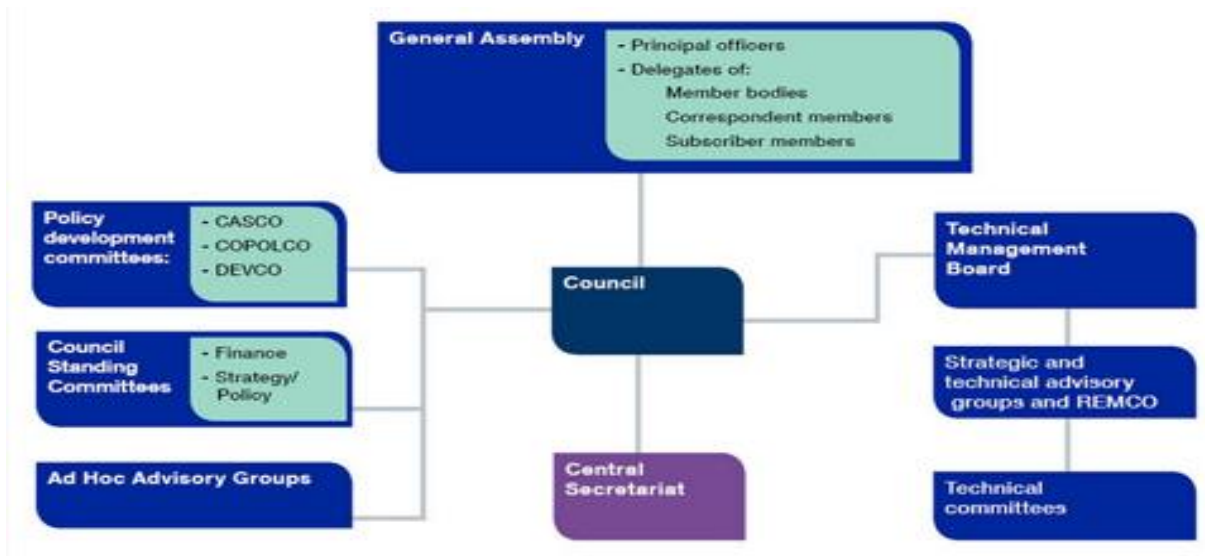 General Assembly
- Principal officers
- Delegates of:
Member bodies
Correspondent members
Subscriber members
Policy
development
committees:
- CASCO
- COPOLCO
- DEVCO
Council
Standing
Committees
- Finance
- Strategy/
Policy
Ad Hoc Advisory Groups
Council
Central
Secretariat
Technical
Management
Board
Strategic and
technical advisory
groups and REMCO
Technical
committees